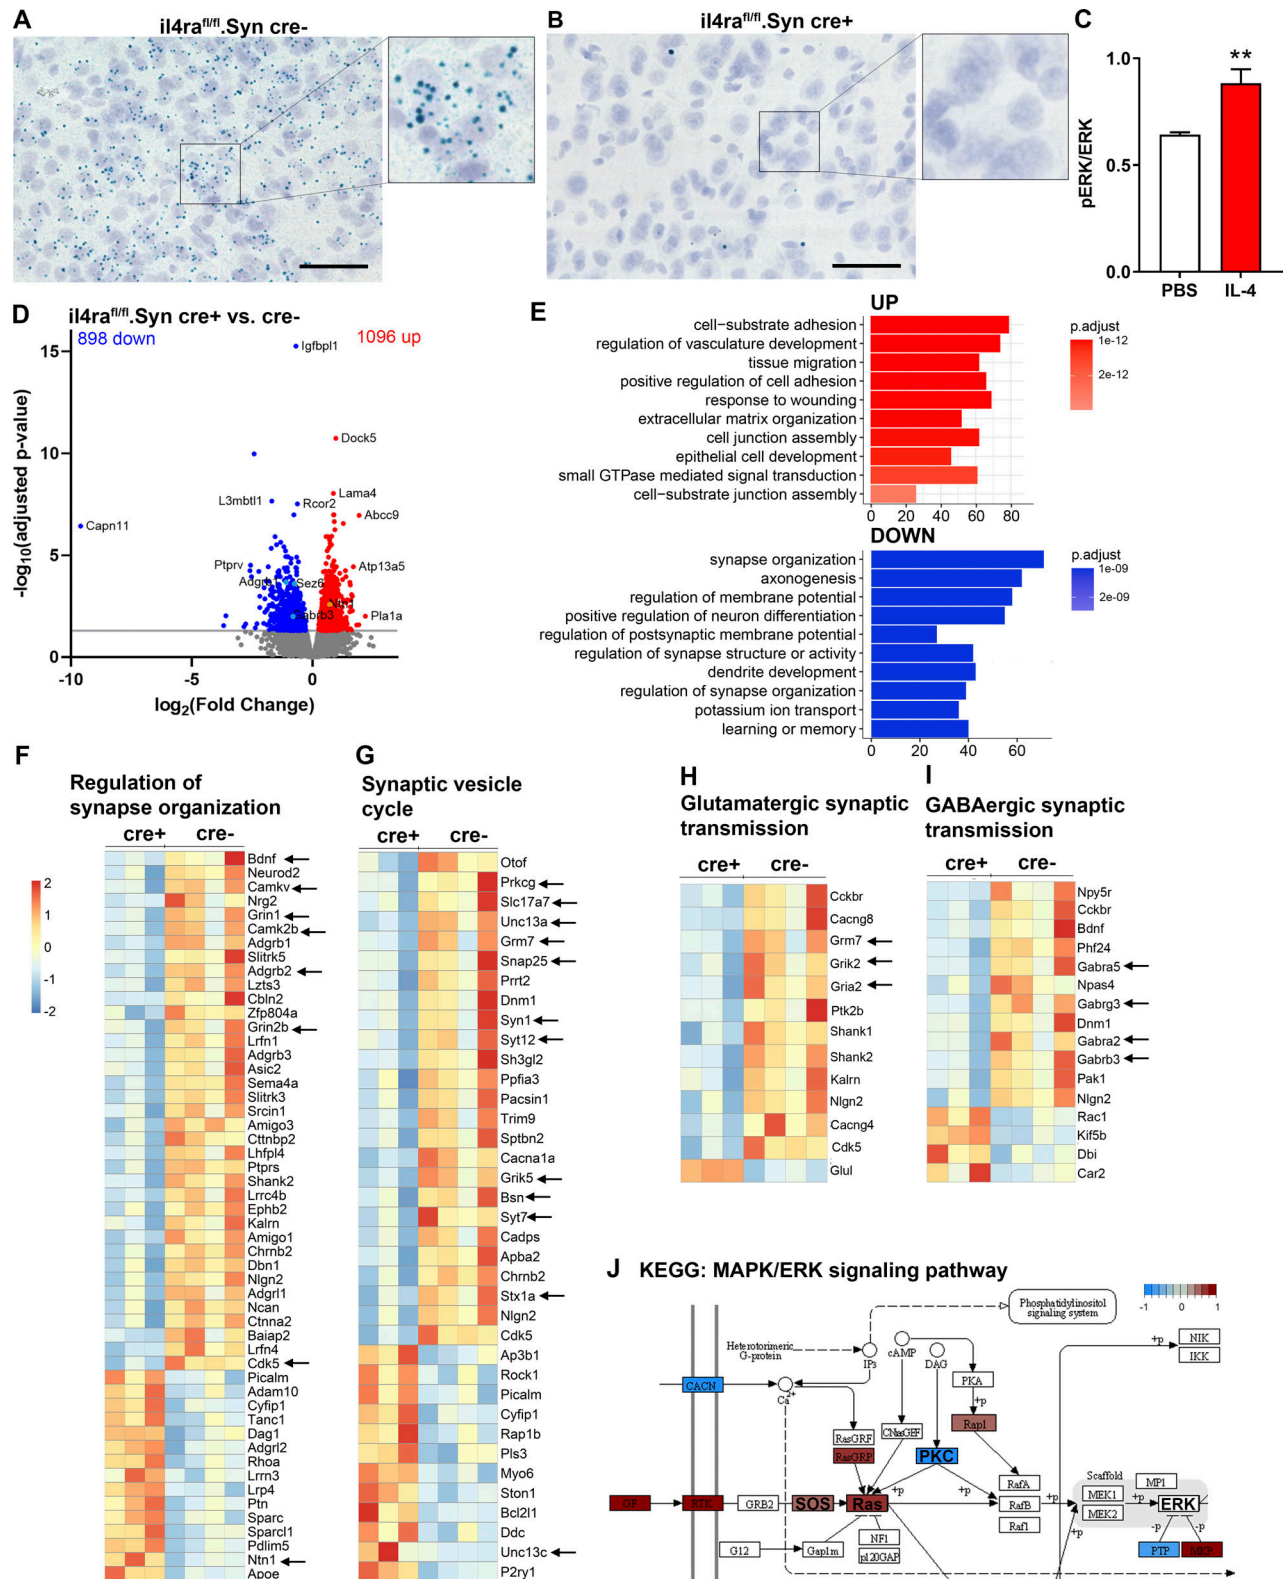 A
il4rafl/fl.Syn cre-
B
il4rafl/fl.Syn cre+
C
1.0
0.5
0.0
pERK/ERK
**
PBS
IL-4
D
il4rafl/fl.Syn cre+ vs. cre-
898 down
1096 up
15
10
5
0
-log10(adjusted p-value)
Igfbpl1
Dock5
L3mbtl1
Rcor2
Lama4
Abcc9
Capn11
Ptprv
Adgrb1
Sez6
Atp13a5
Ntn1
Gabrb3
Pla1a
-10
-5
0
log2(Fold Change)
E
UP
cell-substrate adhesion
regulation of vasculature development
tissue migration
positive regulation of cell adhesion
response to wounding
extracellular matrix organization
cell junction assembly
epithelial cell development
small GTPase mediated signal transduction
cell-substrate junction assembly
0
20
40
60
80
p.adjust
1e-12
2e-12
DOWN
synapse organization
axonogenesis
regulation of membrane potential
positive regulation of neuron differentiation
regulation of postsynaptic membrane potential
regulation of synapse structure or activity
dendrite development
regulation of synapse organization
potassium ion transport
learning or memory
0
20
40
60
p.adjust
1e-09
2e-09
F
Regulation of
synapse organization
cre+
cre-
2
1
0
-1
-2
Bdnf
Neurod2
Camkv
Nrg2
Grin1
Camk2b
Adgrb1
Slitrk5
Adgrb2
Lzts3
Cbln2
Zfp804a
Grin2b
Lrfn1
Adgrb3
Asic2
Sema4a
Slitrk3
Srcin1
Amigo3
Cttnbp2
Lhfpl4
Ptprs
Shank2
Lrrc4b
Ephb2
Kalrn
Amigo1
Chrnb2
Dbn1
Nlgn2
Adgrl1
Ncan
Ctnna2
Baiap2
Lrfn4
Cdk5
Picalm
Adam10
Cyfip1
Tanc1
Dag1
Adgrl2
Rhoa
Lrrn3
Lrp4
Ptn
Sparc
Sparcl1
Pdlim5
Ntn1
Apoe
G
Synaptic vesicle
cycle
cre+
cre-
Otof
Prkcg
Slc17a7
Unc13a
Grm7
Snap25
Prrt2
Dnm1
Syn1
Syt12
Sh3gl2
Ppfia3
Pacsin1
Trim9
Sptbn2
Cacna1a
Grik5
Bsn
Syt7
Cadps
Apba2
Chrnb2
Stx1a
Nlgn2
Cdk5
Ap3b1
Rock1
Picalm
Cyfip1
Rap1b
Pls3
Myo6
Ston1
Bcl2l1
Ddc
Unc13c
P2ry1
H
Glutamatergic synaptic
transmission
cre+
cre-
Cckbr
Cacng8
Grm7
Grik2
Gria2
Ptk2b
Shank1
Shank2
Kalrn
Nlgn2
Cacng4
Cdk5
Glul
I
GABAergic synaptic
transmission
cre+
cre-
Npy5r
Cckbr
Bdnf
Phf24
Gabra5
Npas4
Gabrg3
Dnm1
Gabra2
Gabrb3
Pak1
Nlgn2
Rac1
Kif5b
Dbi
Car2
J KEGG: MAPK/ERK signaling pathway
-1
0
1
Phosphatidylinositol
signaling system
Heterotorimeric
G-protein
IP3
cAMP
DAG
+p
NIK
IKK
CACN
Ca2+
PKA
+p
RasGRF
RasGRP
CNasGEF
PKC
Rap1
GF
RTK
GRB2
SOS
Ras
+p
+p
RafA
RafB
Raf1
+p
+p
Scaffold
MP1
MEK1
MEK2
+p
ERK
G12
Gap1m
NF1
p120GAP
-p
-p
PTP
MKP